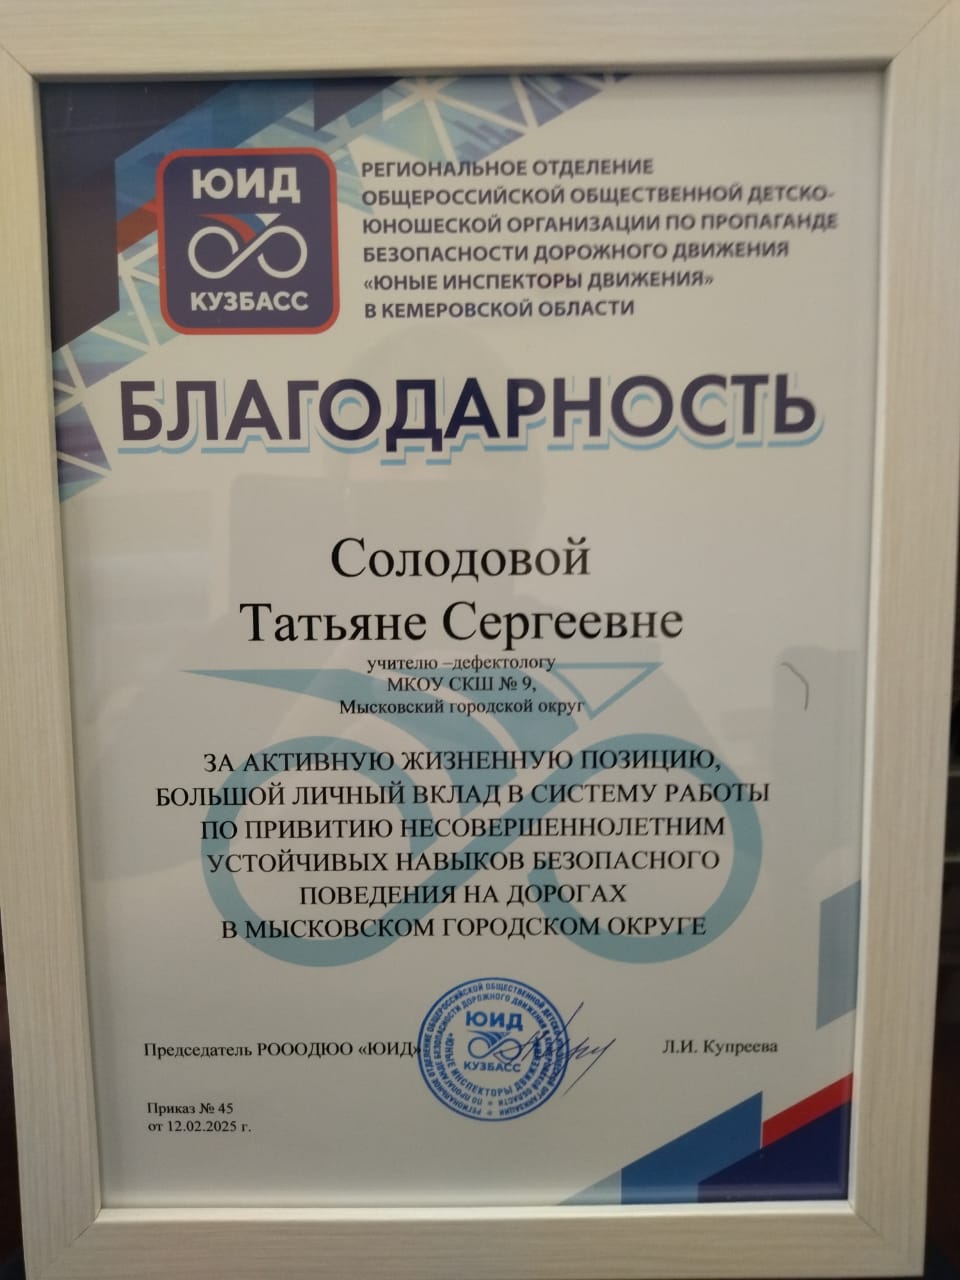 ЮИД
КУЗБАСС
РЕГИОНАЛЬНОЕ ОТДЕЛЕНИЕ
ОБЩЕРОССИЙСКОЙ ОБЩЕСТВЕННОЙ ДЕТСКО-
ЮНОШЕСКОЙ ОРГАНИЗАЦИИ ПО ПРОПАГАНДЕ
БЕЗОПАСНОСТИ ДОРОЖНОГО ДВИЖЕНИЯ
«ЮНЫЕ ИНСПЕКТОРЫ ДВИЖЕНИЯ»
В КЕМЕРОВСКОЙ ОБЛАСТИ
БЛАГОДАРНОСТЬ
Солодовой
Татьяне Сергеевне
учителю –дефектологу
МКОУ СКШ № 9,
Мысковский городской округ
ЗА АКТИВНУЮ ЖИЗНЕННУЮ ПОЗИЦИЮ,
БОЛЬШОЙ ЛИЧНЫЙ ВКЛАД В СИСТЕМУ РАБОТЫ
ПО ПРИВИТИЮ НЕСОВЕРШЕННОЛЕТНИМ
УСТОЙЧИВЫХ НАВЫКОВ БЕЗОПАСНОГО
ПОВЕДЕНИЯ НА ДОРОГАХ
В МЫСКОВСКОМ ГОРОДСКОМ ОКРУГЕ
Председатель РОООДЮО «ЮИД»
ЮИД
КУЗБАСС
Л.И. Купреева
Приказ № 45
от 12.02.2025 г.